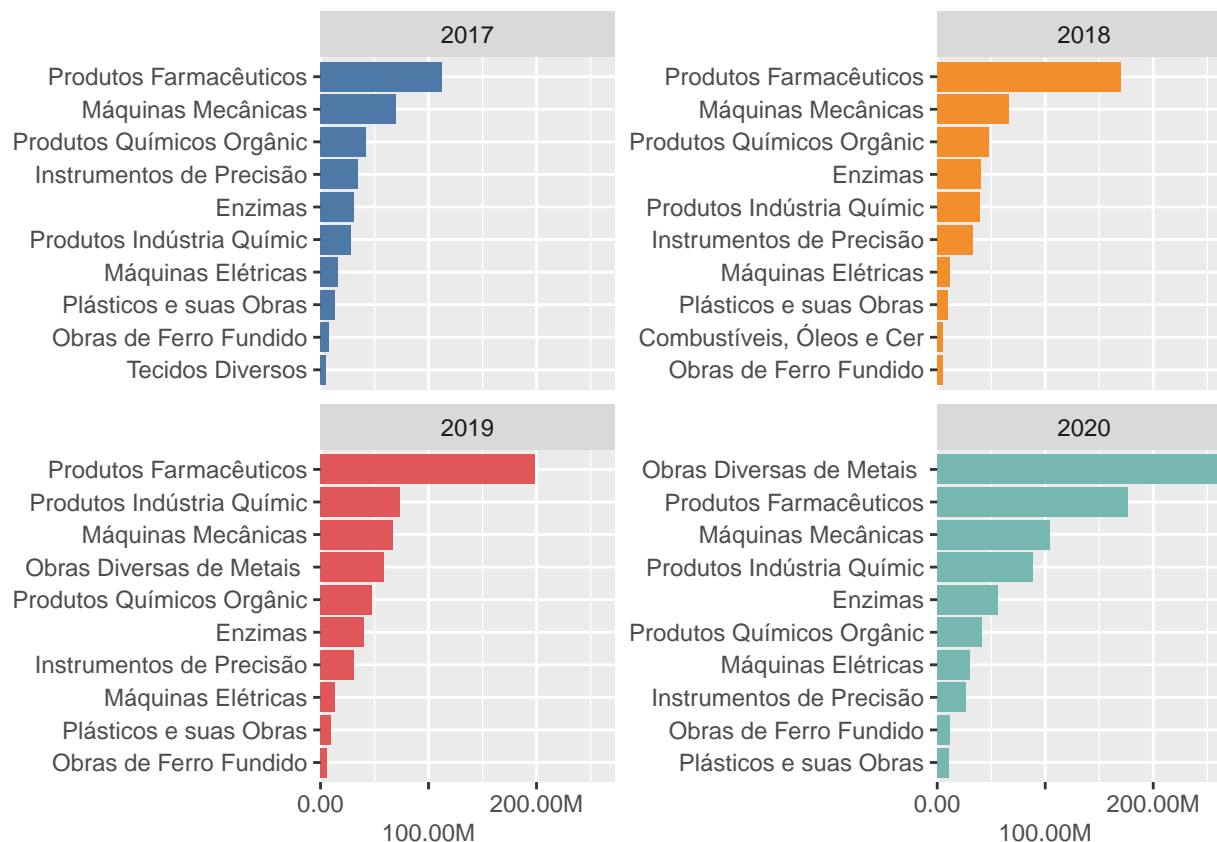 2017
Produtos Farmacêuticos
Máquinas Mecânicas
Produtos Químicos Orgânic
Instrumentos de Precisão
Enzimas
Produtos Indústria Químic
Máquinas Elétricas
Plásticos e suas Obras
Obras de Ferro Fundido
Tecidos Diversos
2018
Produtos Farmacêuticos
Máquinas Mecânicas
Produtos Químicos Orgânic
Enzimas
Produtos Indústria Químic
Instrumentos de Precisão
Máquinas Elétricas
Plásticos e suas Obras
Combustíveis, Óleos e Cer
Obras de Ferro Fundido
2019
Produtos Farmacêuticos
Produtos Indústria Químic
Máquinas Mecânicas
Obras Diversas de Metais
Produtos Químicos Orgânic
Enzimas
Instrumentos de Precisão
Máquinas Elétricas
Plásticos e suas Obras
Obras de Ferro Fundido
0.00 200.00M
100.00M
2020
Obras Diversas de Metais
Produtos Farmacêuticos
Máquinas Mecânicas
Produtos Indústria Químic
Enzimas
Produtos Químicos Orgânic
Máquinas Elétricas
Instrumentos de Precisão
Obras de Ferro Fundido
Plásticos e suas Obras
0.00 200.00M
100.00M